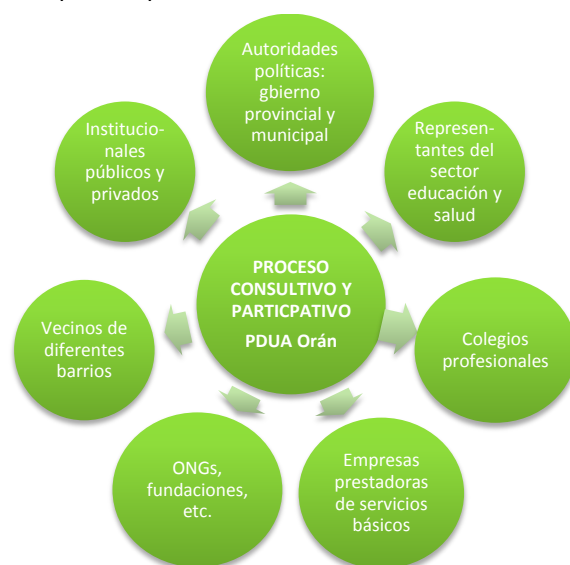 Autoridades
políticas:
gbierno
provincial y
municipal
Represen-
tantes del
sector
educación y
salud
Colegios
profesionales
Empresas
prestadoras
de servicios
básicos
ONGs,
fundaciones,
etc.
Vecinos de
diferentes
barrios
Institucio-
nales
públicos y
privados
PROCESO
CONSULTIVO Y
PARTICPATIVO
PDUA Orán